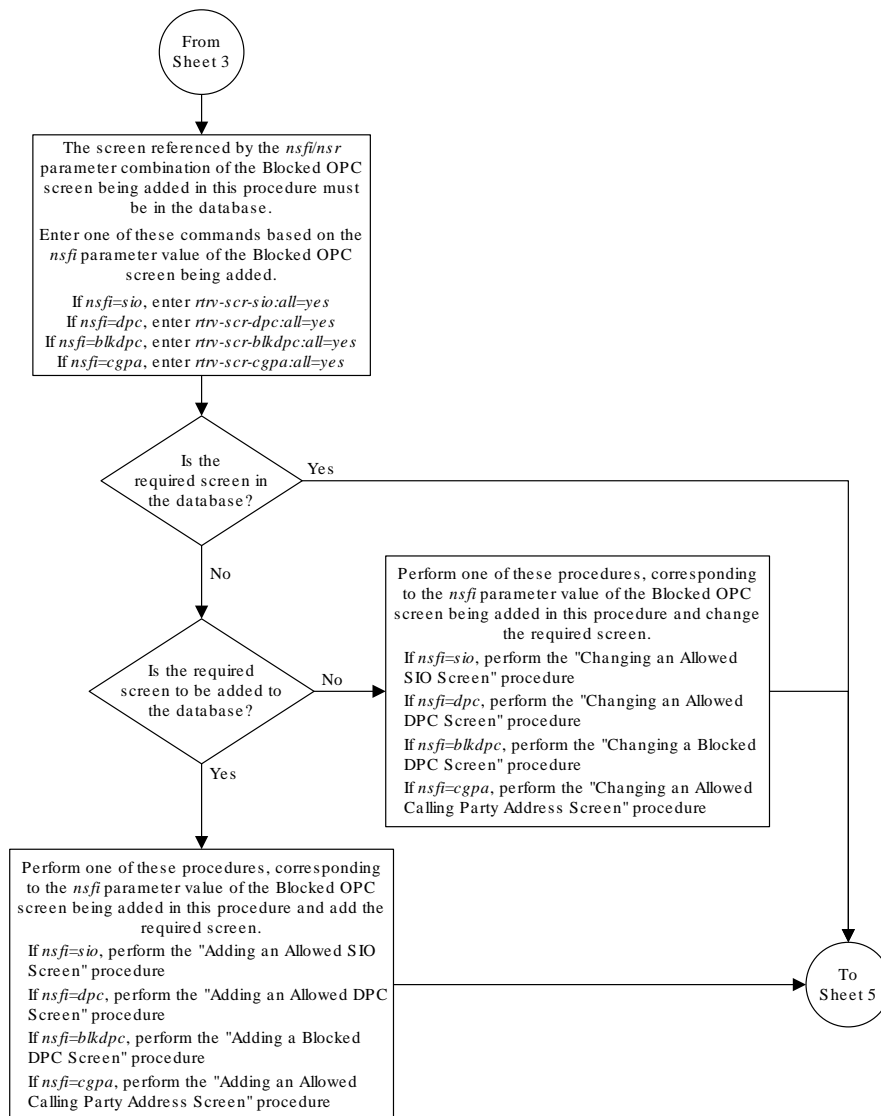 From
Sheet 3
The screen referenced by the nsfi/nsr
parameter combination of the Blocked OPC
screen being added in this procedure must
be in the database.
Enter one of these commands based on the
nsfi parameter value of the Blocked OPC
screen being added.
If nsfi=sio, enter rtrv-scr-sio:all=yes
If nsfi=dpc, enter rtrv-scr-dpc:all=yes
If nsfi=blkdpc, enter rtrv-scr-blkdpc:all=yes
If nsfi=cgpa, enter rtrv-scr-cgpa:all=yes
Is the
required screen in
the database?
Yes
No
Is the required
screen to be added to
the database?
No
Yes
Perform one of these procedures, corresponding
to the nsfi parameter value of the Blocked OPC
screen being added in this procedure and change
the required screen.
If nsfi=sio, perform the "Changing an Allowed
SIO Screen" procedure
If nsfi=dpc, perform the "Changing an Allowed
DPC Screen" procedure
If nsfi=blkdpc, perform the "Changing a Blocked
DPC Screen" procedure
If nsfi=cgpa, perform the "Changing an Allowed
Calling Party Address Screen" procedure
Perform one of these procedures, corresponding
to the nsfi parameter value of the Blocked OPC
screen being added in this procedure and add the
required screen.
If nsfi=sio, perform the "Adding an Allowed SIO
Screen" procedure
If nsfi=dpc, perform the "Adding an Allowed DPC
Screen" procedure
If nsfi=blkdpc, perform the "Adding a Blocked
DPC Screen" procedure
If nsfi=cgpa, perform the "Adding an Allowed
Calling Party Address Screen" procedure
To
Sheet 5